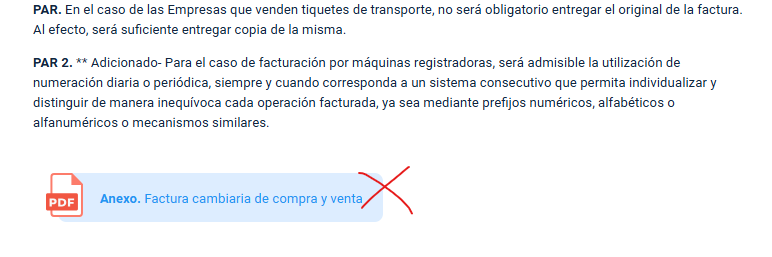 PAR. En el caso de las Empresas que venden tiquetes de transporte, no será obligatorio entregar el original de la factura.
Al efecto, será suficiente entregar copia de la misma.
PAR 2. ** Adicionado- Para el caso de facturación por máquinas registradoras, será admisible la utilización de
numeración diaria o periódica, siempre y cuando corresponda a un sistema consecutivo que permita individualizar y
distinguir de manera inequívoca cada operación facturada, ya sea mediante prefijos numéricos, alfabéticos o
alfanuméricos o mecanismos similares.
PDF Anexo. Factura cambiaria de compra y venta